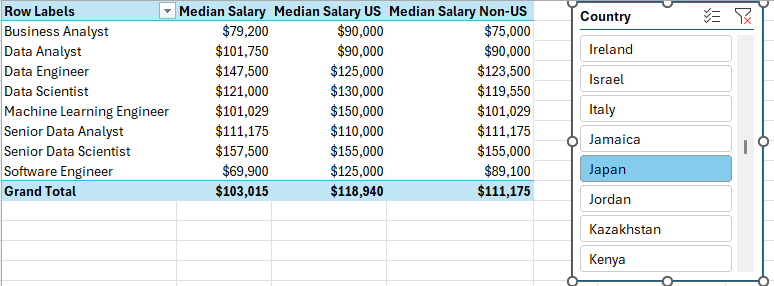 Row Labels Median Salary Median Salary US Median Salary Non-US
Business Analyst $79,200 $90,000 $75,000
Data Analyst $101,750 $90,000 $90,000
Data Engineer $147,500 $125,000 $123,500
Data Scientist $121,000 $130,000 $119,550
Machine Learning Engineer $101,029 $150,000 $101,029
Senior Data Analyst $111,175 $110,000 $111,175
Senior Data Scientist $157,500 $155,000 $155,000
Software Engineer $69,900 $125,000 $89,100
Grand Total $103,015 $118,940 $111,175
Country
Ireland
Israel
Italy
Jamaica
Japan
Jordan
Kazakhstan
Kenya